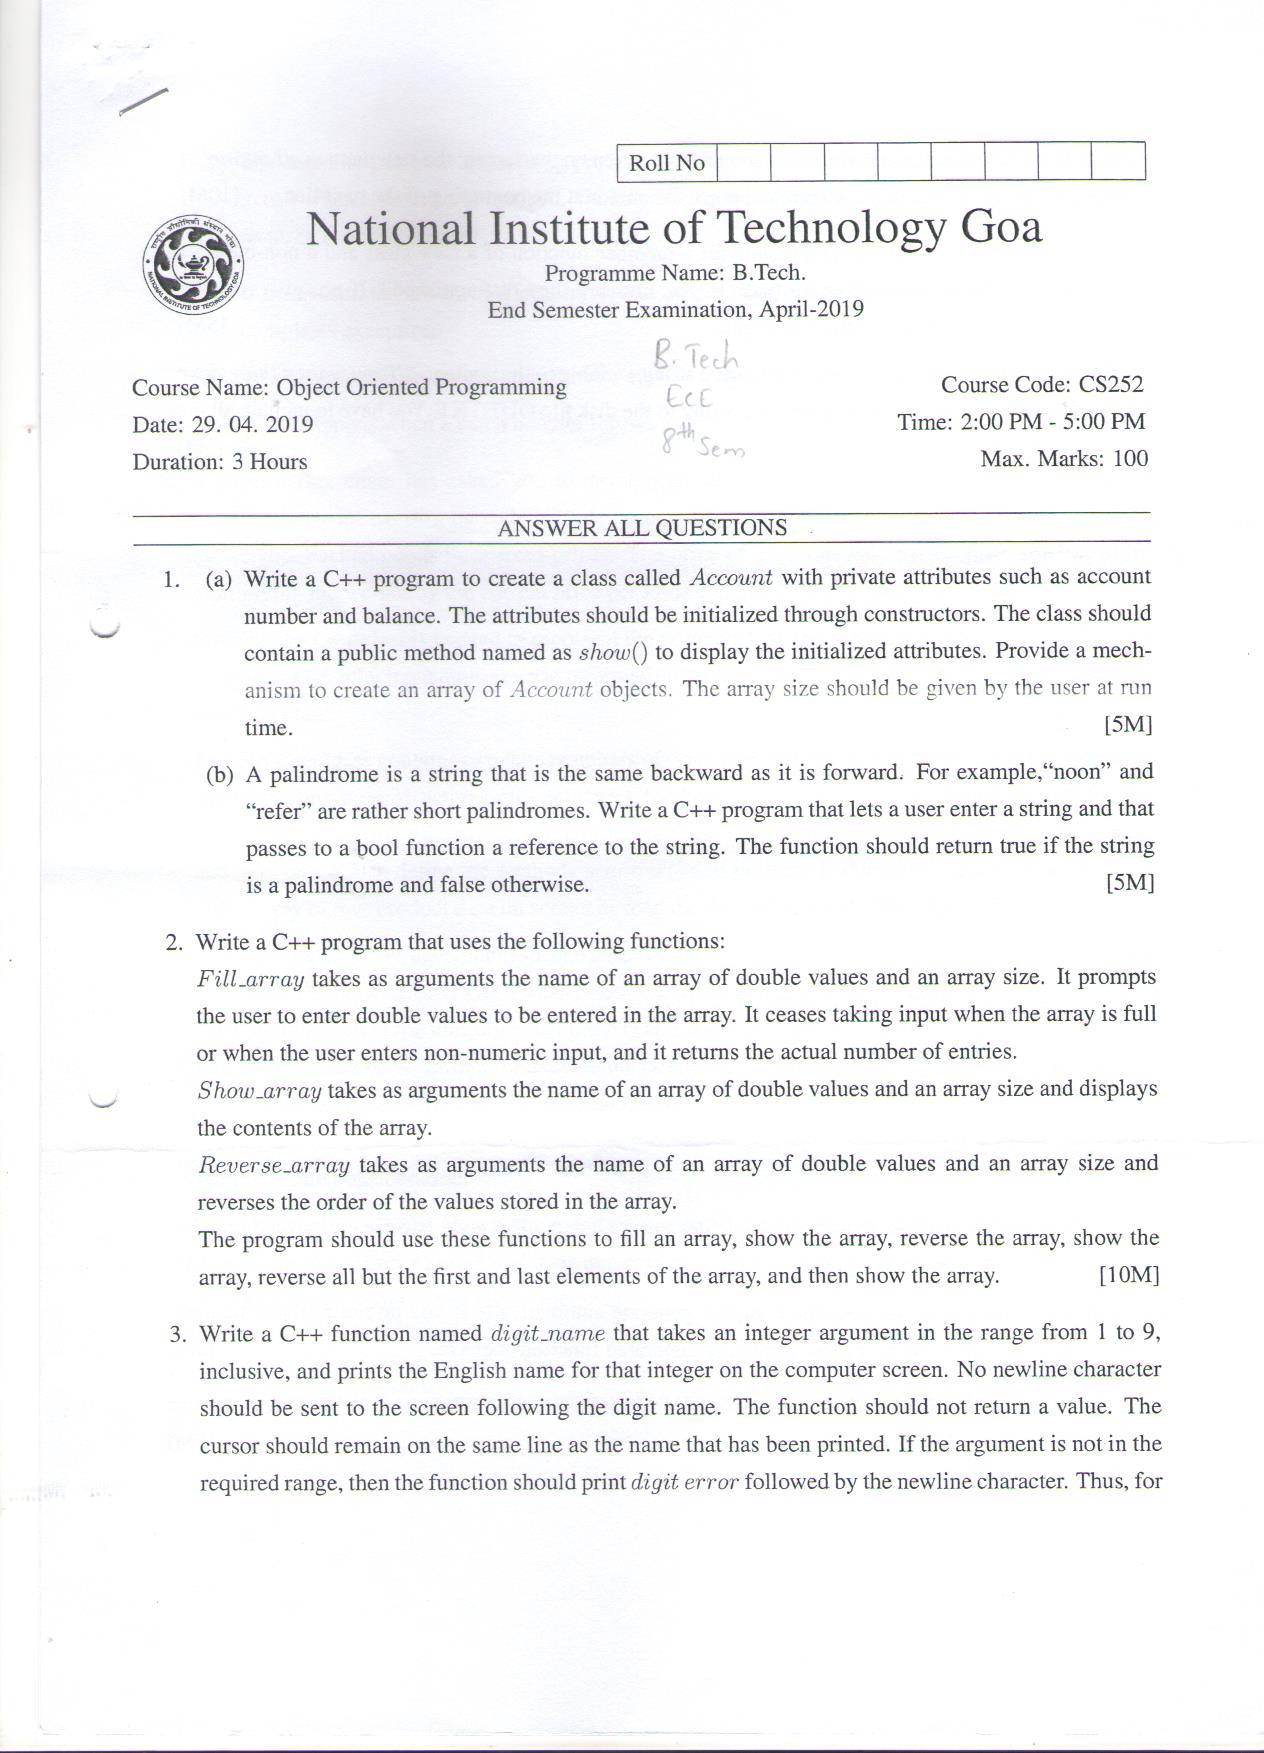 Roll No
National Institute of Technology Goa
Programme Name: B.Tech.
End Semester Examination, April-2019
B. Tech
ECE
8th Sem
Course Name: Object Oriented Programming
Course Code: CS252
Date: 29. 04. 2019
Time: 2:00 PM - 5:00 PM
Duration: 3 Hours
Max. Marks: 100
ANSWER ALL QUESTIONS
1. (a) Write a C++ program to create a class called Account with private attributes such as account
number and balance. The attributes should be initialized through constructors. The class should
contain a public method named as show() to display the initialized attributes. Provide a mech-
anism to create an array of Account objects. The array size should be given by the user at run
time. [5M]
(b) A palindrome is a string that is the same backward as it is forward. For example,“noon” and
“refer” are rather short palindromes. Write a C++ program that lets a user enter a string and that
passes to a bool function a reference to the string. The function should return true if the string
is a palindrome and false otherwise. [5M]
2. Write a C++ program that uses the following functions:
Fill_array takes as arguments the name of an array of double values and an array size. It prompts
the user to enter double values to be entered in the array. It ceases taking input when the array is full
or when the user enters non-numeric input, and it returns the actual number of entries.
Show_array takes as arguments the name of an array of double values and an array size and displays
the contents of the array.
Reverse_array takes as arguments the name of an array of double values and an array size and
reverses the order of the values stored in the array.
The program should use these functions to fill an array, show the array, reverse the array, show the
array, reverse all but the first and last elements of the array, and then show the array. [10M]
3. Write a C++ function named digit_name that takes an integer argument in the range from 1 to 9,
inclusive, and prints the English name for that integer on the computer screen. No newline character
should be sent to the screen following the digit name. The function should not return a value. The
cursor should remain on the same line as the name that has been printed. If the argument is not in the
required range, then the function should print digit error followed by the newline character. Thus, for